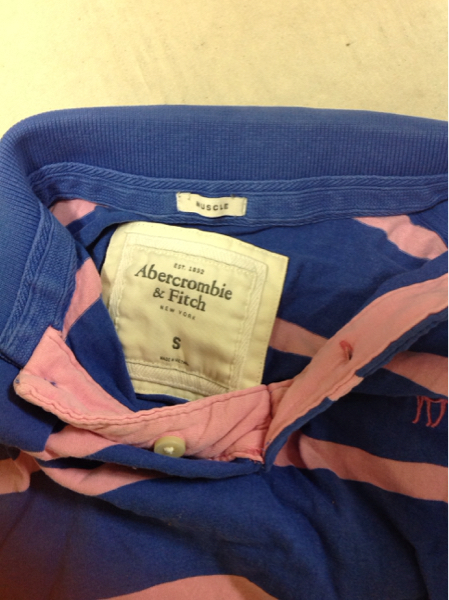 MUSCLE
EST. 1892
Abercrombie
& Fitch
NEW YORK
S